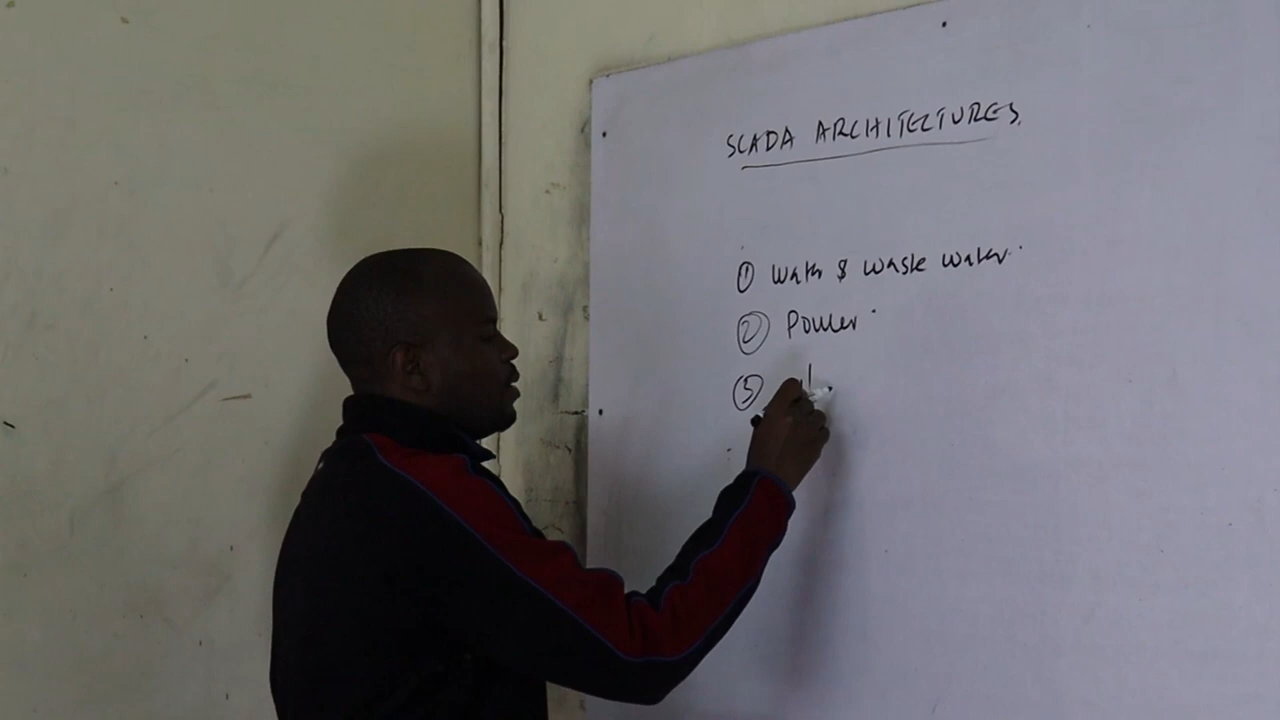 SCADA ARCHITECTURES.
① Water & Waste Water.
② Power.
③